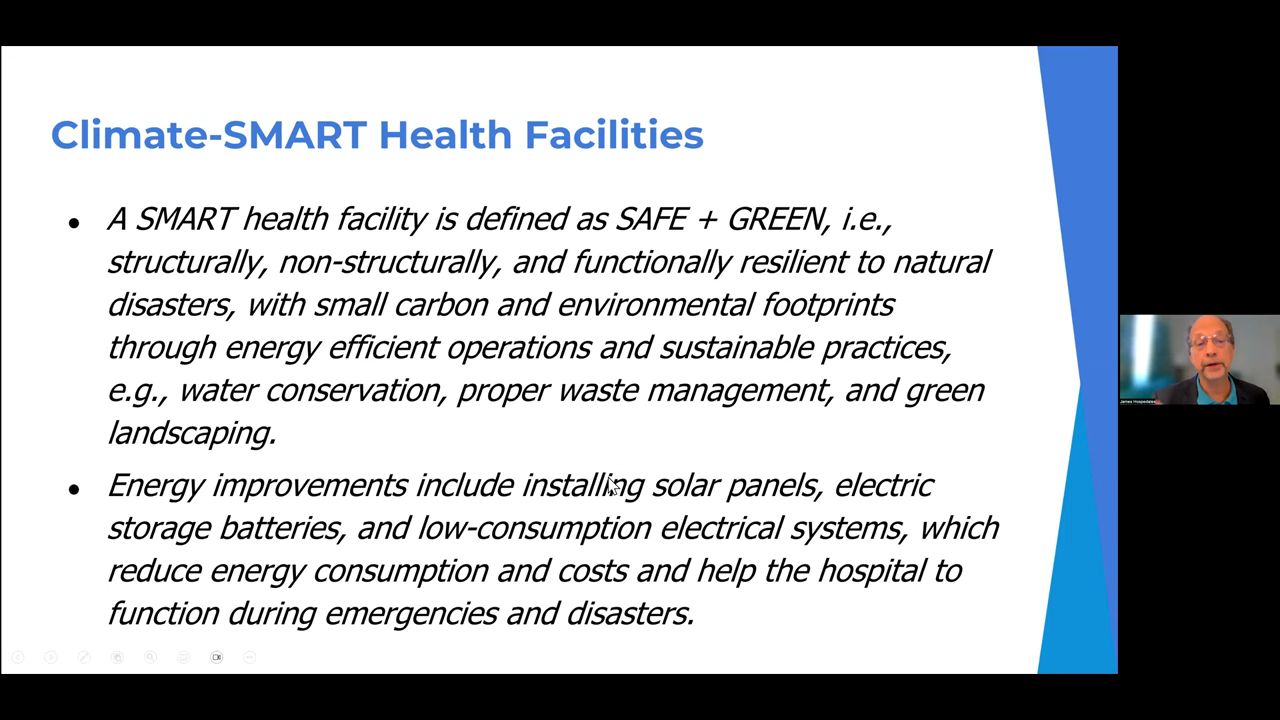 Climate-SMART Health Facilities
● A SMART health facility is defined as SAFE + GREEN, i.e.,
structurally, non-structurally, and functionally resilient to natural
disasters, with small carbon and environmental footprints
through energy efficient operations and sustainable practices,
e.g., water conservation, proper waste management, and green
landscaping.
● Energy improvements include installing solar panels, electric
storage batteries, and low-consumption electrical systems, which
reduce energy consumption and costs and help the hospital to
function during emergencies and disasters.
James Hospedales